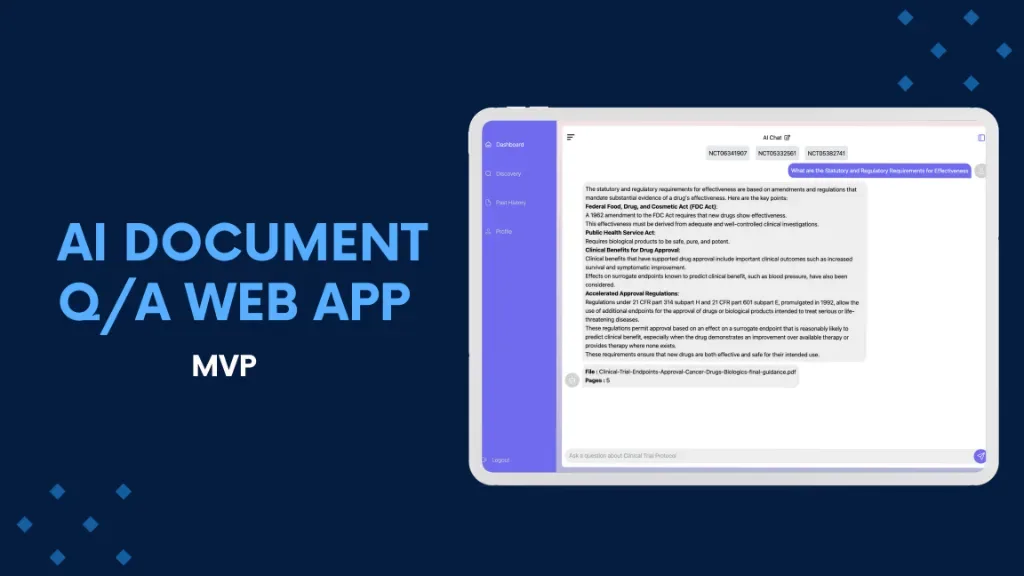 AI DOCUMENT
Q/A WEB APP
MVP
Dashboard
Discovery
Past History
Profile
Logout
AI Chat
NCT06341907 NCT05332561 NCT05382741
What are the Statutory and Regulatory Requirements for Effectiveness
The statutory and regulatory requirements for effectiveness are based on amendments and regulations that
mandate substantial evidence of a drug's effectiveness. Here are the key points:
Federal Food, Drug, and Cosmetic Act (FDC Act):
A 1962 amendment to the FDC Act requires that new drugs show effectiveness.
This effectiveness must be derived from adequate and well-controlled clinical investigations.
Public Health Service Act:
Requires biological products to be safe, pure, and potent.
Clinical Benefits for Drug Approval:
Clinical benefits that have supported drug approval include important clinical outcomes such as increased
survival and symptomatic improvement.
Effects on surrogate endpoints known to predict clinical benefit, such as blood pressure, have also been
considered.
Accelerated Approval Regulations:
Regulations under 21 CFR part 314 subpart H and 21 CFR part 601 subpart E, promulgated in 1992, allow the
use of additional endpoints for the approval of drugs or biological products intended to treat serious or life-
threatening diseases.
These regulations permit approval based on an effect on a surrogate endpoint that is reasonably likely to
predict clinical benefit, especially when the drug demonstrates an improvement over available therapy or
provides therapy where none exists.
These requirements ensure that new drugs are both effective and safe for their intended use.
File : Clinical-Trial-Endpoints-Approval-Cancer-Drugs-Biologics-final-guidance.pdf
Pages : 5
Ask a question about Clinical Trial Protocol